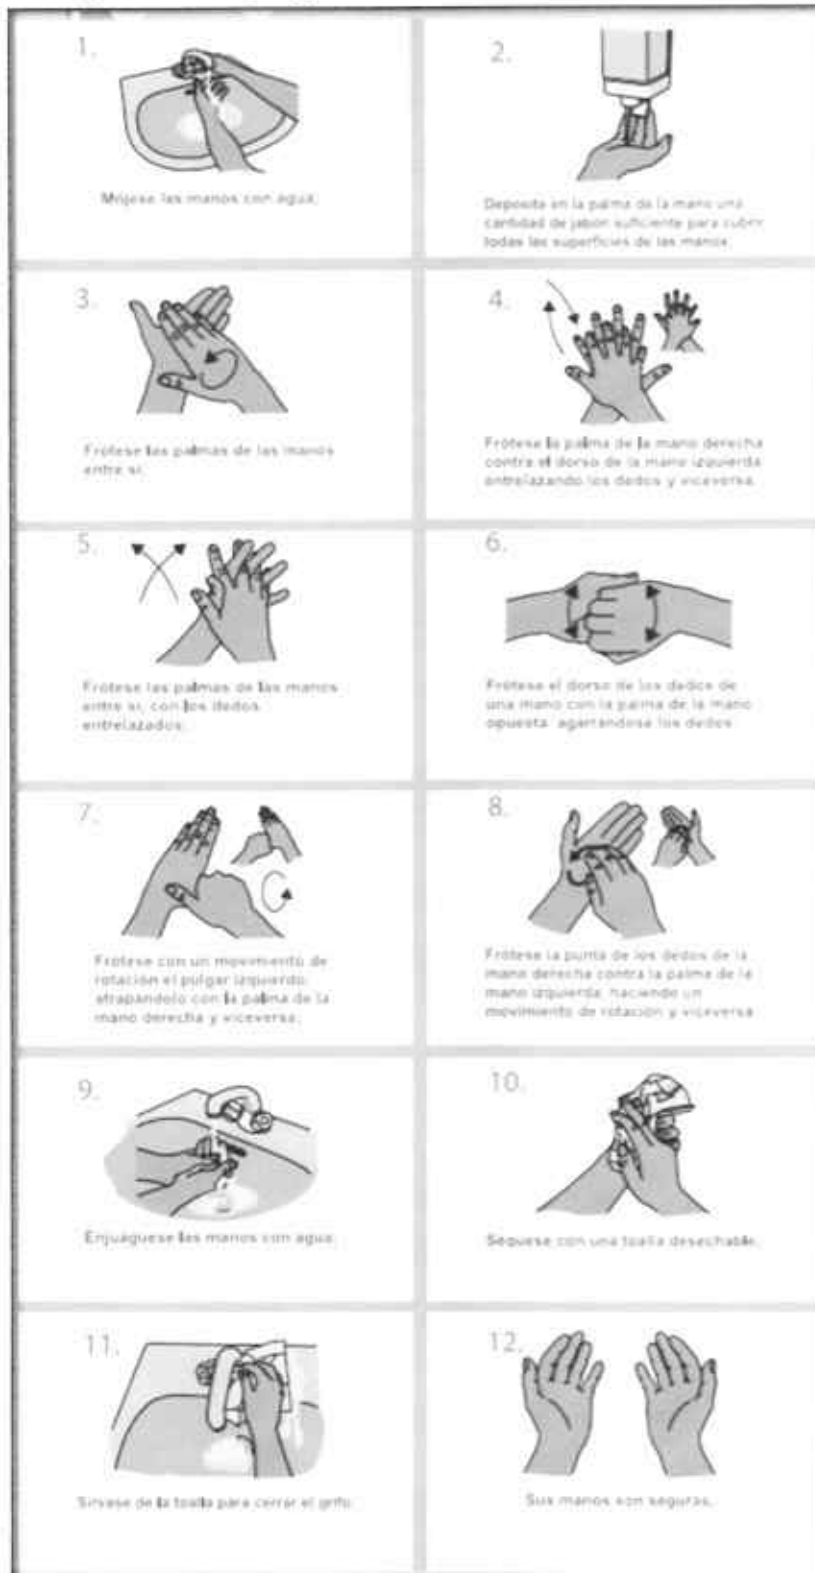 1.
Mójese las manos con agua.
2.
Deposite en la palma de la mano una
cantidad de jabón suficiente para cubrir
todas las superficies de las manos.
3.
Frótese las palmas de las manos
entre sí.
4.
Frótese la palma de la mano derecha
contra el dorso de la mano izquierda
entrelazando los dedos y viceversa.
5.
Frótese las palmas de las manos
entre sí, con los dedos
entrelazados.
6.
Frótese el dorso de los dedos de
una mano con la palma de la mano
opuesta, agarrándose los dedos.
7.
Frótese con un movimiento de
rotación el pulgar izquierdo,
atrapándolo con la palma de la
mano derecha y viceversa.
8.
Frótese la punta de los dedos de la
mano derecha contra la palma de la
mano izquierda, haciendo un
movimiento de rotación y viceversa.
9.
Enjuáguese las manos con agua.
10.
Séquese con una toalla desechable.
11.
Sírvase de la toalla para cerrar el grifo.
12.
Sus manos son seguras.